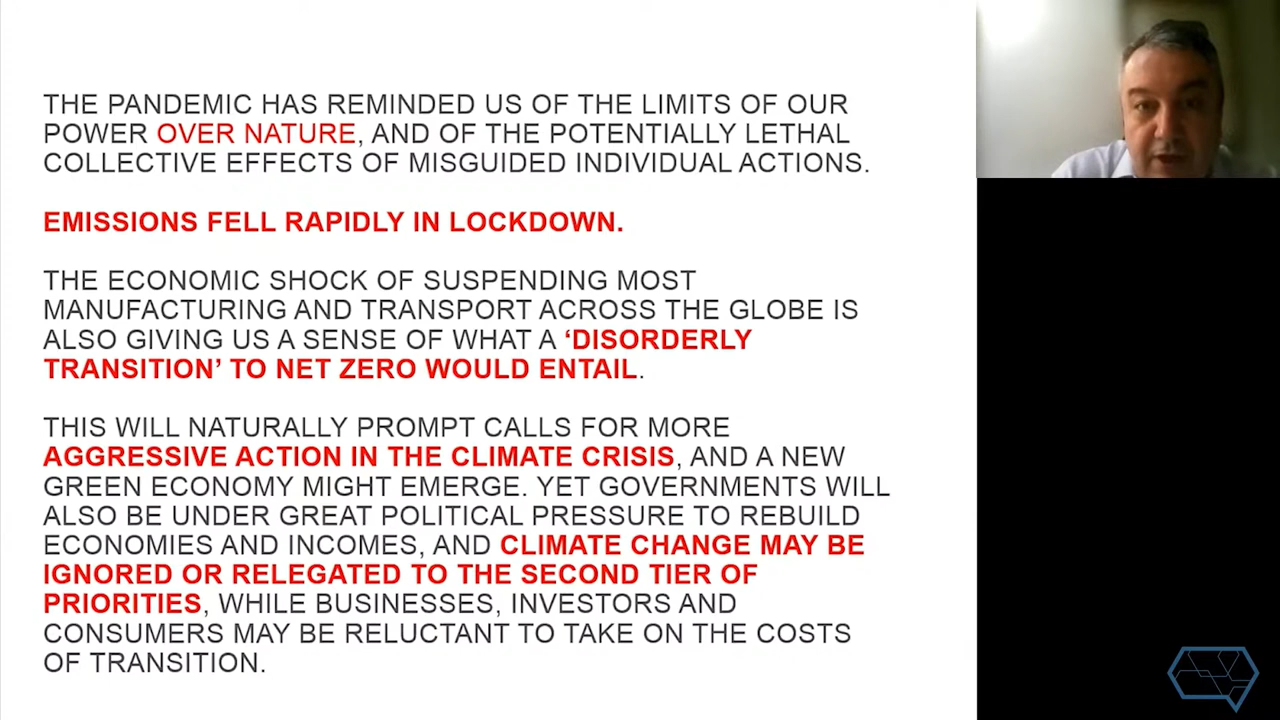 THE PANDEMIC HAS REMINDED US OF THE LIMITS OF OUR
POWER OVER NATURE, AND OF THE POTENTIALLY LETHAL
COLLECTIVE EFFECTS OF MISGUIDED INDIVIDUAL ACTIONS.
EMISSIONS FELL RAPIDLY IN LOCKDOWN.
THE ECONOMIC SHOCK OF SUSPENDING MOST
MANUFACTURING AND TRANSPORT ACROSS THE GLOBE IS
ALSO GIVING US A SENSE OF WHAT A ‘DISORDERLY
TRANSITION’ TO NET ZERO WOULD ENTAIL.
THIS WILL NATURALLY PROMPT CALLS FOR MORE
AGGRESSIVE ACTION IN THE CLIMATE CRISIS, AND A NEW
GREEN ECONOMY MIGHT EMERGE. YET GOVERNMENTS WILL
ALSO BE UNDER GREAT POLITICAL PRESSURE TO REBUILD
ECONOMIES AND INCOMES, AND CLIMATE CHANGE MAY BE
IGNORED OR RELEGATED TO THE SECOND TIER OF
PRIORITIES, WHILE BUSINESSES, INVESTORS AND
CONSUMERS MAY BE RELUCTANT TO TAKE ON THE COSTS
OF TRANSITION.